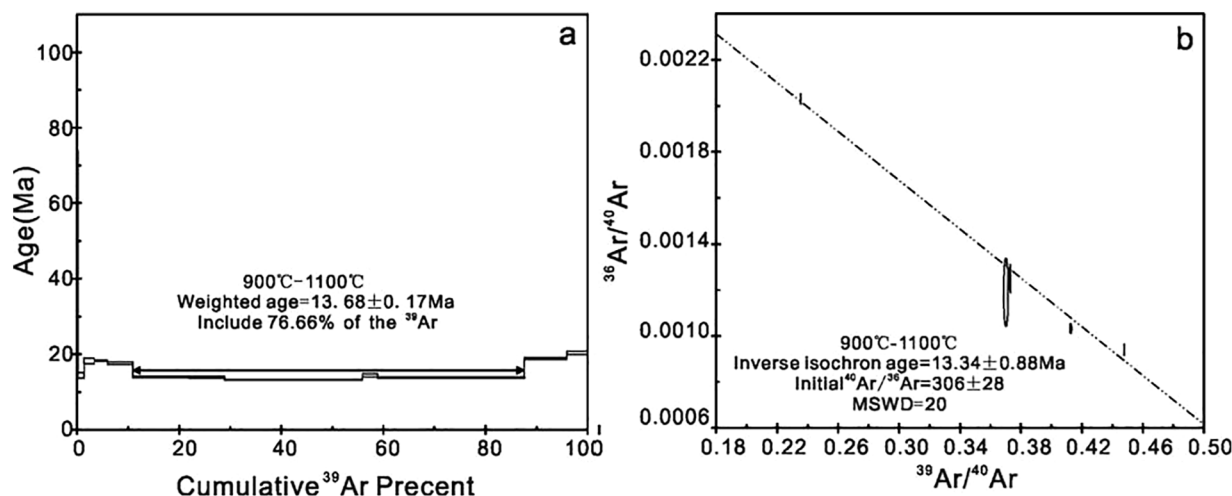 a
100
80
60
40
20
0
Age(Ma)
900℃-1100℃
Weighted age=13.68±0.17Ma
Include 76.66% of the ³⁹Ar
0 20 40 60 80 100
Cumulative ³⁹Ar Precent
b
0.0022
0.0018
0.0014
0.0010
0.0006
³⁶Ar/⁴⁰Ar
900℃-1100℃
Inverse isochron age=13.34±0.88Ma
Initial⁴⁰Ar/³⁶Ar=306±28
MSWD=20
0.18 0.22 0.26 0.30 0.34 0.38 0.42 0.46 0.50
³⁹Ar/⁴⁰Ar